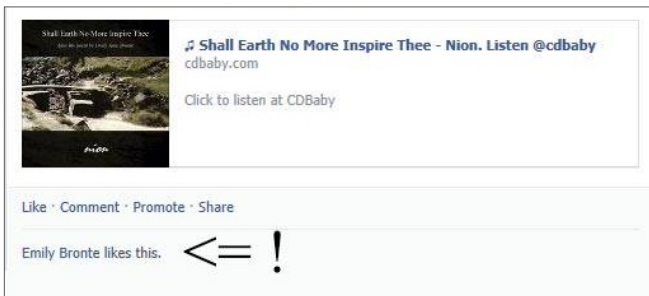 Shall Earth No More Inspire Thee
nion
♫ Shall Earth No More Inspire Thee - Nion. Listen @cdbaby
cdbaby.com
Click to listen at CDBaby
Like · Comment · Promote · Share
Emily Bronte likes this. <= !